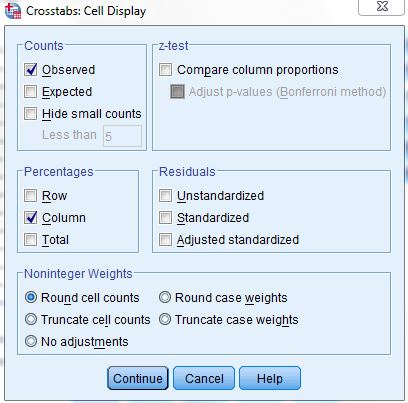 Crosstabs: Cell Display
Counts
Observed
Expected
Hide small counts
Less than 5
z-test
Compare column proportions
Adjust p-values (Bonferroni method)
Percentages
Row
Column
Total
Residuals
Unstandardized
Standardized
Adjusted standardized
Noninteger Weights
Round cell counts
Round case weights
Truncate cell counts
Truncate case weights
No adjustments
Continue
Cancel
Help